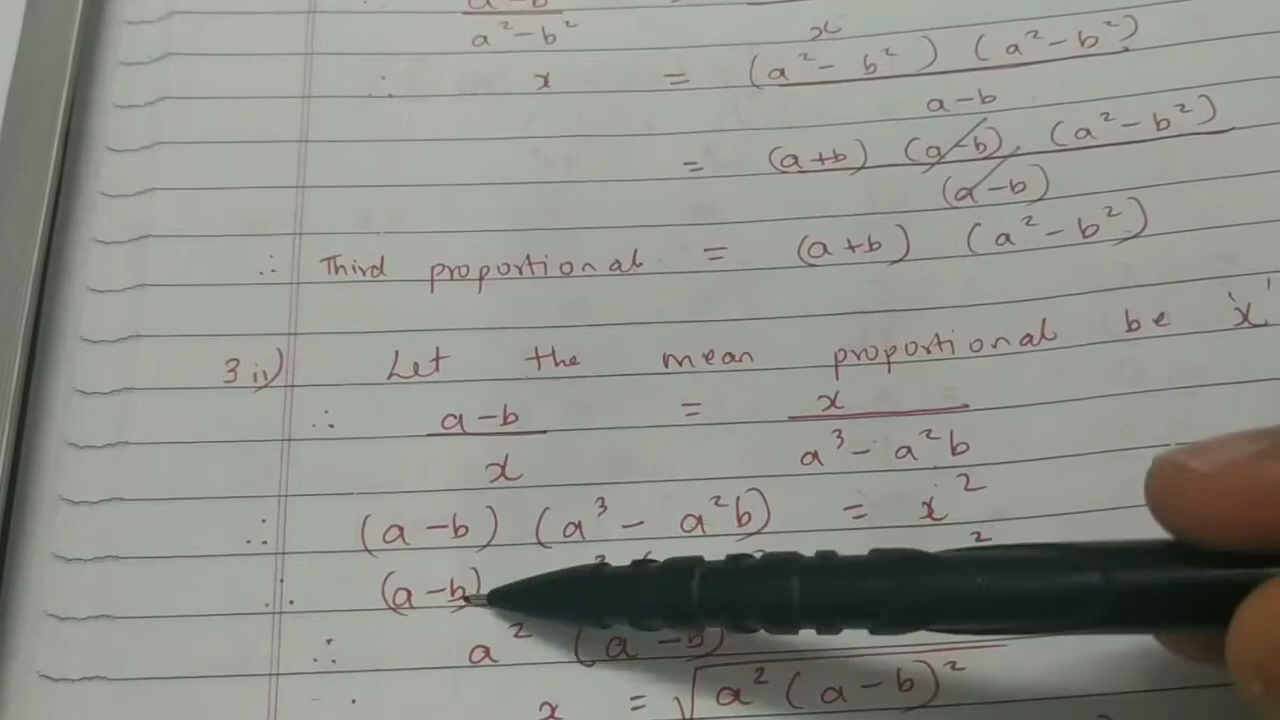 a-b
a²-b²
x
∴ x = (a²-b²) (a²-b²)
a-b
= (a+b) (a-b). (a²-b²)
(a-b)
∴ Third proportional = (a+b) (a²-b²)
3 ii) Let the mean proportional be 'x'
∴ a-b = x
x a³-a²b
∴ (a-b) (a³-a²b) = x²
∴ (a-b) 2
∴ a² (a-b)
x = √a²(a-b)²